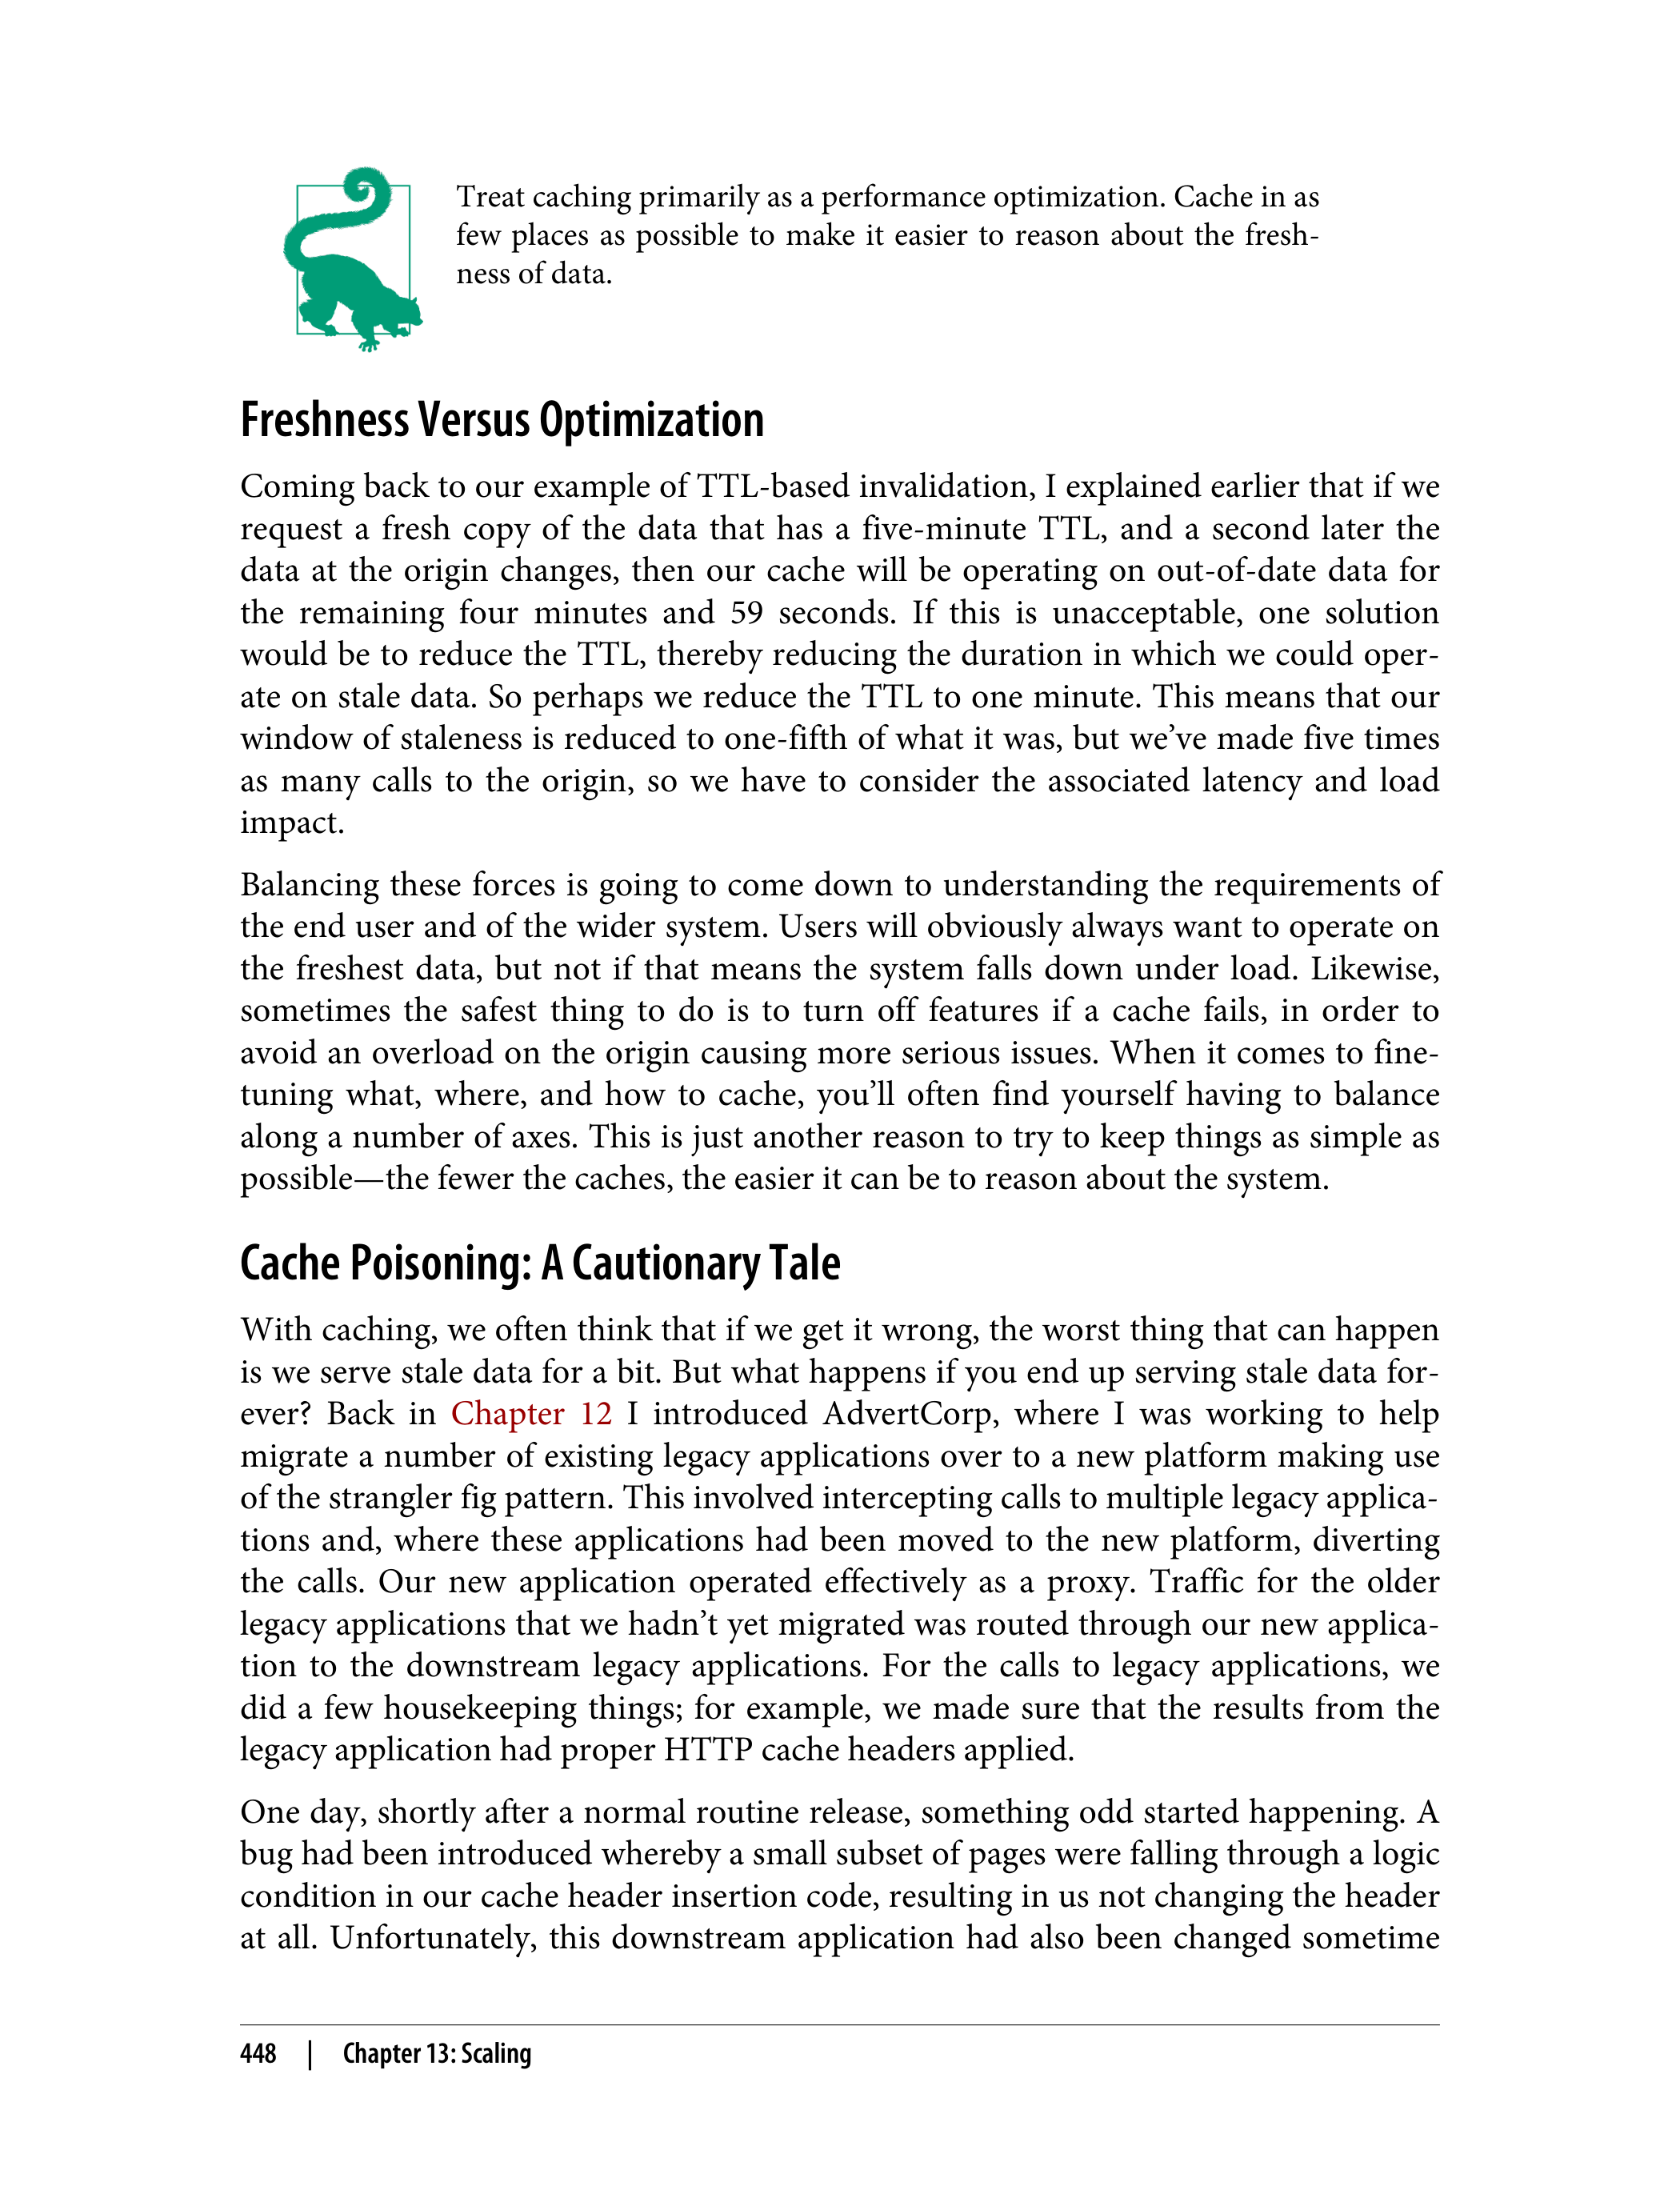 Treat caching primarily as a performance optimization. Cache in as
few places as possible to make it easier to reason about the fresh-
ness of data.
Freshness Versus Optimization
Coming back to our example of TTL-based invalidation, I explained earlier that if we
request a fresh copy of the data that has a five-minute TTL, and a second later the
data at the origin changes, then our cache will be operating on out-of-date data for
the remaining four minutes and 59 seconds. If this is unacceptable, one solution
would be to reduce the TTL, thereby reducing the duration in which we could oper-
ate on stale data. So perhaps we reduce the TTL to one minute. This means that our
window of staleness is reduced to one-fifth of what it was, but we’ve made five times
as many calls to the origin, so we have to consider the associated latency and load
impact.
Balancing these forces is going to come down to understanding the requirements of
the end user and of the wider system. Users will obviously always want to operate on
the freshest data, but not if that means the system falls down under load. Likewise,
sometimes the safest thing to do is to turn off features if a cache fails, in order to
avoid an overload on the origin causing more serious issues. When it comes to fine-
tuning what, where, and how to cache, you’ll often find yourself having to balance
along a number of axes. This is just another reason to try to keep things as simple as
possible—the fewer the caches, the easier it can be to reason about the system.
Cache Poisoning: A Cautionary Tale
With caching, we often think that if we get it wrong, the worst thing that can happen
is we serve stale data for a bit. But what happens if you end up serving stale data for-
ever? Back in Chapter 12 I introduced AdvertCorp, where I was working to help
migrate a number of existing legacy applications over to a new platform making use
of the strangler fig pattern. This involved intercepting calls to multiple legacy applica-
tions and, where these applications had been moved to the new platform, diverting
the calls. Our new application operated effectively as a proxy. Traffic for the older
legacy applications that we hadn’t yet migrated was routed through our new applica-
tion to the downstream legacy applications. For the calls to legacy applications, we
did a few housekeeping things; for example, we made sure that the results from the
legacy application had proper HTTP cache headers applied.
One day, shortly after a normal routine release, something odd started happening. A
bug had been introduced whereby a small subset of pages were falling through a logic
condition in our cache header insertion code, resulting in us not changing the header
at all. Unfortunately, this downstream application had also been changed sometime
448 | Chapter 13: Scaling